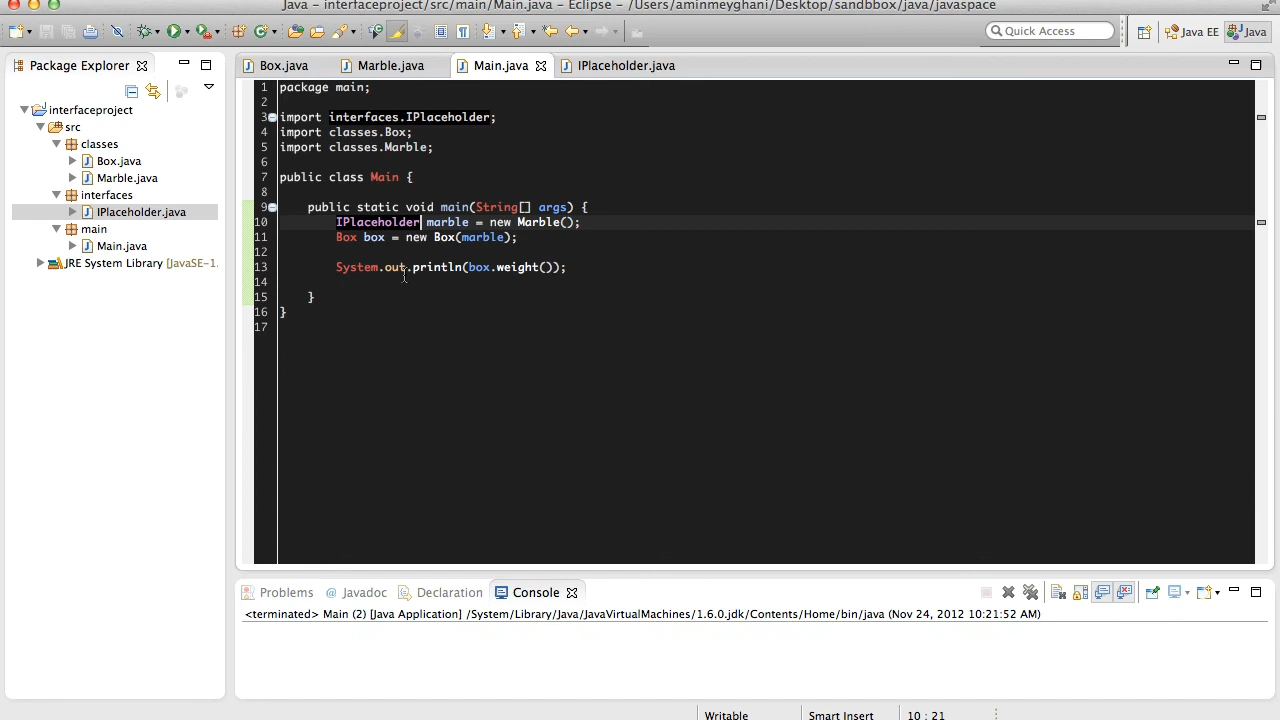 Java - interfaceproject/src/main/Main.java - Eclipse - /Users/aminmeyghani/Desktop/sandbbox/java/javaspace
Quick Access
Java EE
Java
Package Explorer
interfaceproject
src
classes
Box.java
Marble.java
interfaces
IPlaceholder.java
main
Main.java
JRE System Library [JavaSE-1.
Box.java Marble.java Main.java IPlaceholder.java
1 package main;
2
3 import interfaces.IPlaceholder;
4 import classes.Box;
5 import classes.Marble;
6
7 public class Main {
8
9 public static void main(String[] args) {
10 IPlaceholder marble = new Marble();
11 Box box = new Box(marble);
12
13 System.out.println(box.weight());
14
15 }
16 }
17
Problems @ Javadoc Declaration Console
<terminated> Main (2) [Java Application] /System/Library/Java/JavaVirtualMachines/1.6.0.jdk/Contents/Home/bin/java (Nov 24, 2012 10:21:52 AM)
Writable Smart Insert 10 : 21